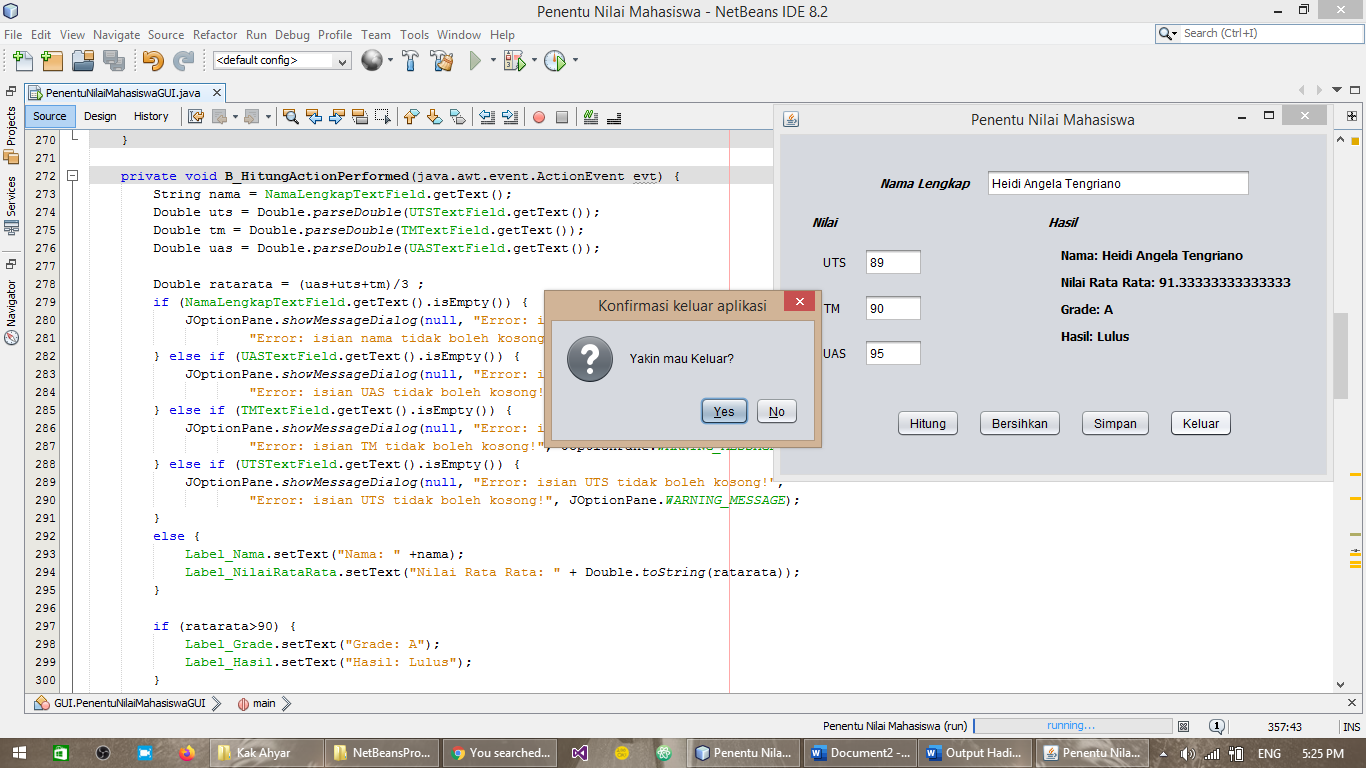 Penentu Nilai Mahasiswa - NetBeans IDE 8.2
File Edit View Navigate Source Refactor Run Debug Profile Team Tools Window Help
Search (Ctrl+I)
<default config>
PenentuNilaiMahasiswaGUI.java
Source Design History
Projects
Services
Navigator
270 }
271
272 private void B_HitungActionPerformed(java.awt.event.ActionEvent evt) {
273 String nama = NamaLengkapTextField.getText();
274 Double uts = Double.parseDouble(UTSTextField.getText());
275 Double tm = Double.parseDouble(TMTextField.getText());
276 Double uas = Double.parseDouble(UASTextField.getText());
277
278 Double ratarata = (uas+uts+tm)/3 ;
279 if (NamaLengkapTextField.getText().isEmpty()) {
280 JOptionPane.showMessageDialog(null, "Error: i
281 "Error: isian nama tidak boleh kosong
282 } else if (UASTextField.getText().isEmpty()) {
283 JOptionPane.showMessageDialog(null, "Error: i
284 "Error: isian UAS tidak boleh kosong!
285 } else if (TMTextField.getText().isEmpty()) {
286 JOptionPane.showMessageDialog(null, "Error: i
287 "Error: isian TM tidak boleh kosong!", JOptionPane.WARNING_MESSAGE
288 } else if (UTSTextField.getText().isEmpty()) {
289 JOptionPane.showMessageDialog(null, "Error: isian UTS tidak boleh kosong!",
290 "Error: isian UTS tidak boleh kosong!", JOptionPane.WARNING_MESSAGE);
291 }
292 else {
293 Label_Nama.setText("Nama: " +nama);
294 Label_NilaiRataRata.setText("Nilai Rata Rata: " + Double.toString(ratarata));
295 }
296
297 if (ratarata>90) {
298 Label_Grade.setText("Grade: A");
299 Label_Hasil.setText("Hasil: Lulus");
300 }
Penentu Nilai Mahasiswa
Nama Lengkap Heidi Angela Tengriano
Nilai Hasil
UTS 89
TM 90
UAS 95
Nama: Heidi Angela Tengriano
Nilai Rata Rata: 91.33333333333333
Grade: A
Hasil: Lulus
Hitung Bersihkan Simpan Keluar
Konfirmasi keluar aplikasi
Yakin mau Keluar?
Yes No
GUI.PenentuNilaiMahasiswaGUI main
Penentu Nilai Mahasiswa (run) running... 1 357:43 INS
Kak Ahyar NetBeansPro... You searched... Penentu Nila... Document2 -... Output Hadi... Penentu Nila... ENG 5:25 PM